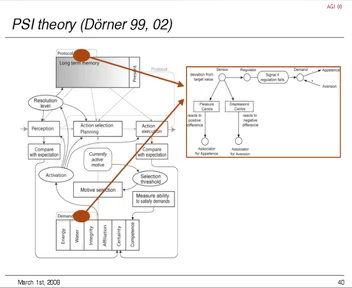 AGI 08
PSI theory (Dörner 99, 02)
Protocol
Long term memory
Present
Protocol
Resolution
level
Perception
Action selection
Planning
Action
execution
Compare
with expectation
Currently
active
motive
Compare
with expectation
Activation
Selection
threshold
Motive selection
Measure ability
to satisfy demands
Demand
Energy
Water
Integrity
Affiliation
Certainty
Competence
deviation from
target value
Sensor
Regulator
Signal if
regulation fails
Demand
Appetence
Aversion
Pleasure
Centre
Displeasure
Centre
reacts to
positive
difference
reacts to
negative
difference
Associator
for Appetence
Associator
for Aversion
March 1st, 2008
40